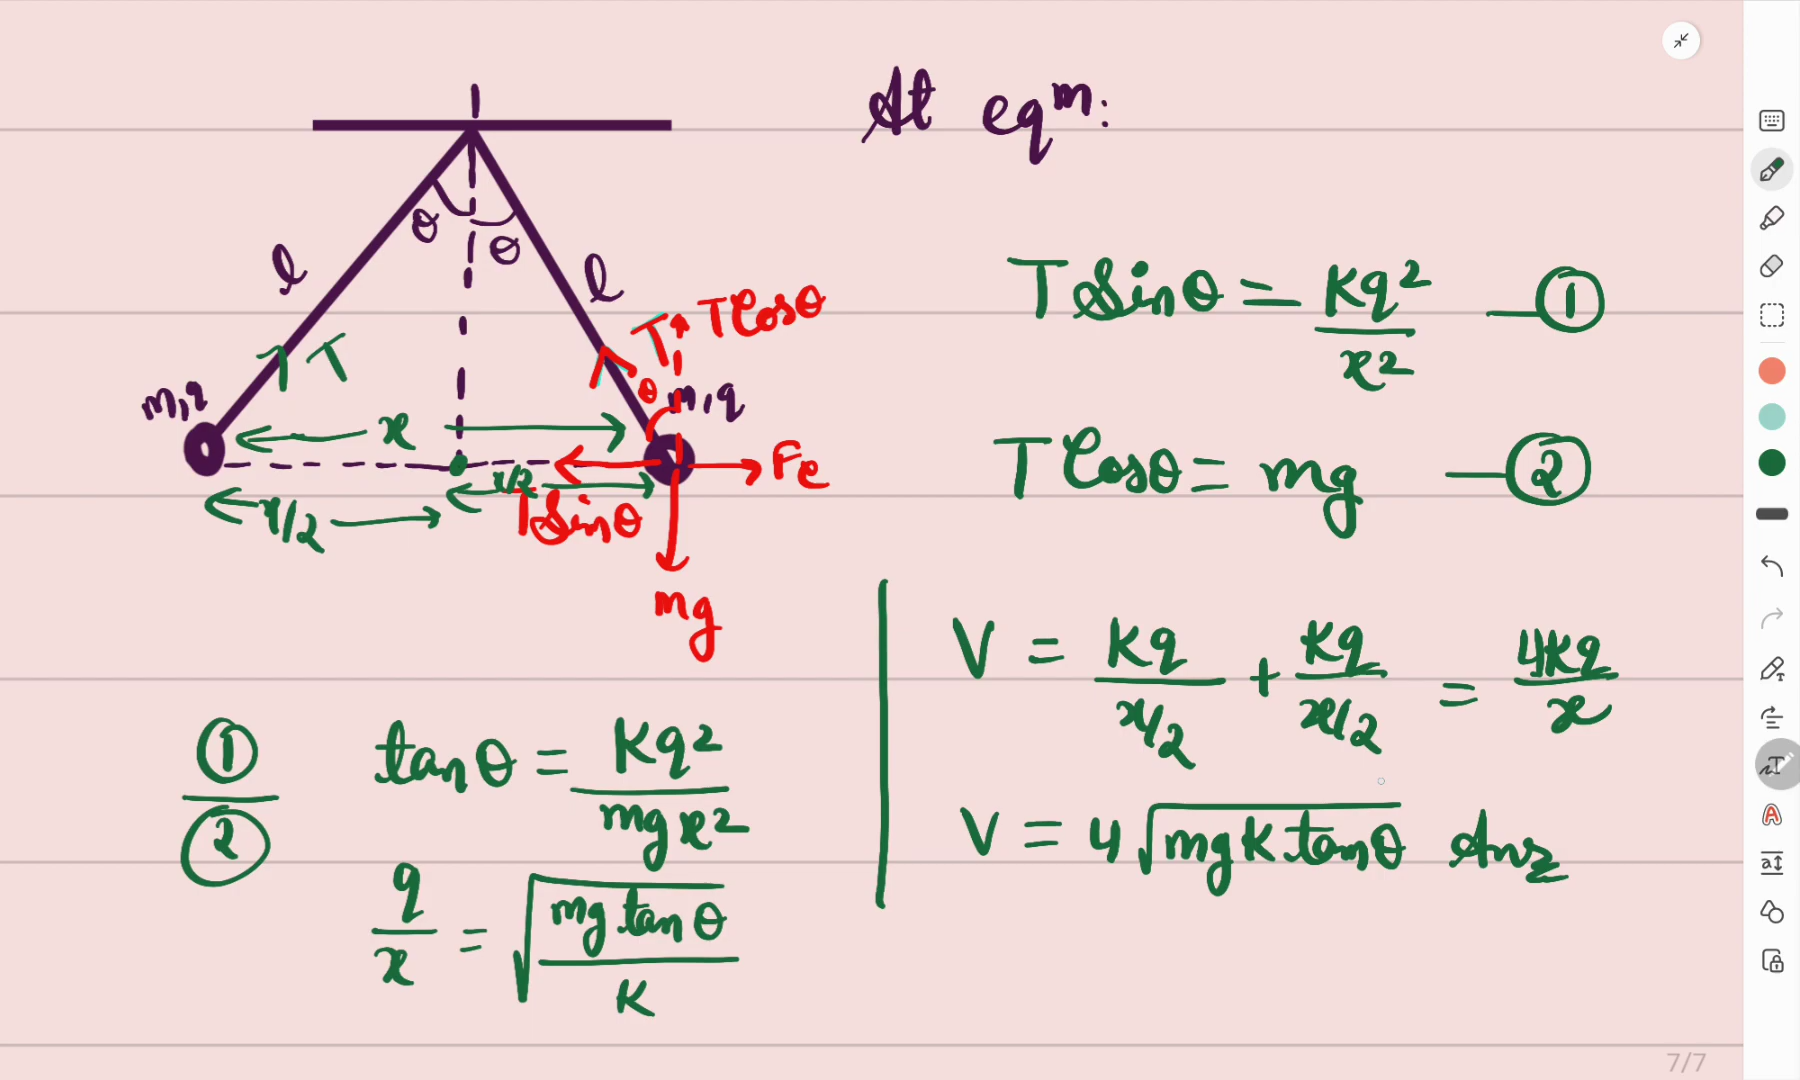 At eqᵐ:
θ θ
l l
T T Tcosθ
θ
m,q m,q
x
Fe
x/2 x/2
Tsinθ
mg
Tsinθ = Kq²/x² — ①
Tcosθ = mg — ②
①/② tanθ = Kq²/mgx²
q/x = √(mg tanθ/K)
V = Kq/x/2 + Kq/x/2 = 4Kq/x
V = 4√(mgK tanθ) Ans
7/7